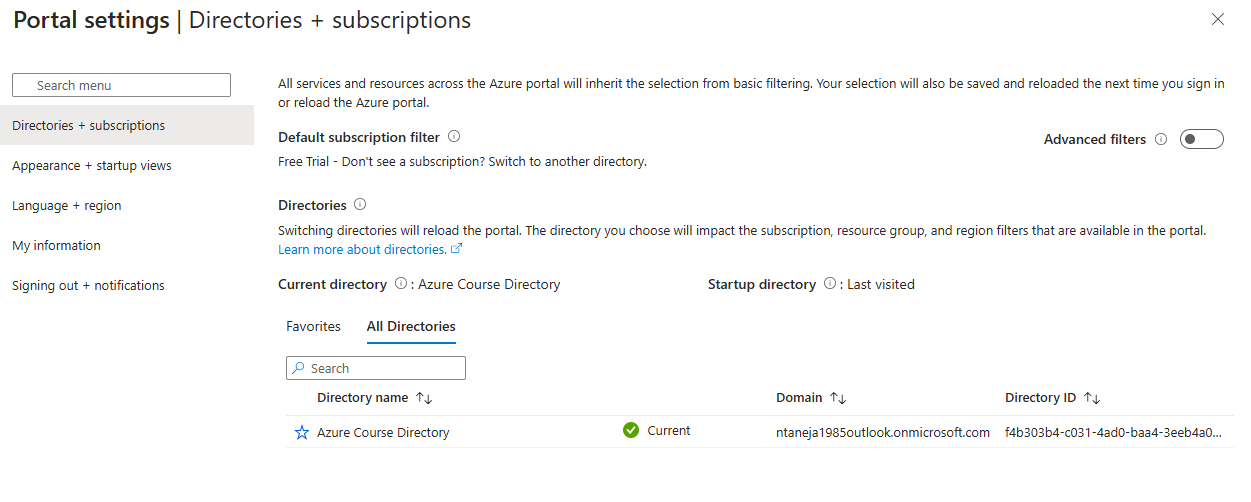 Portal settings | Directories + subscriptions
Search menu
Directories + subscriptions
Appearance + startup views
Language + region
My information
Signing out + notifications
All services and resources across the Azure portal will inherit the selection from basic filtering. Your selection will also be saved and reloaded the next time you sign in
or reload the Azure portal.
Default subscription filter
Advanced filters
Free Trial - Don't see a subscription? Switch to another directory.
Directories
Switching directories will reload the portal. The directory you choose will impact the subscription, resource group, and region filters that are available in the portal.
Learn more about directories.
Current directory : Azure Course Directory
Startup directory : Last visited
Favorites
All Directories
Search
Directory name
Domain
Directory ID
Azure Course Directory
Current
ntaneja1985outlook.onmicrosoft.com
f4b303b4-c031-4ad0-baa4-3eeb4a0...